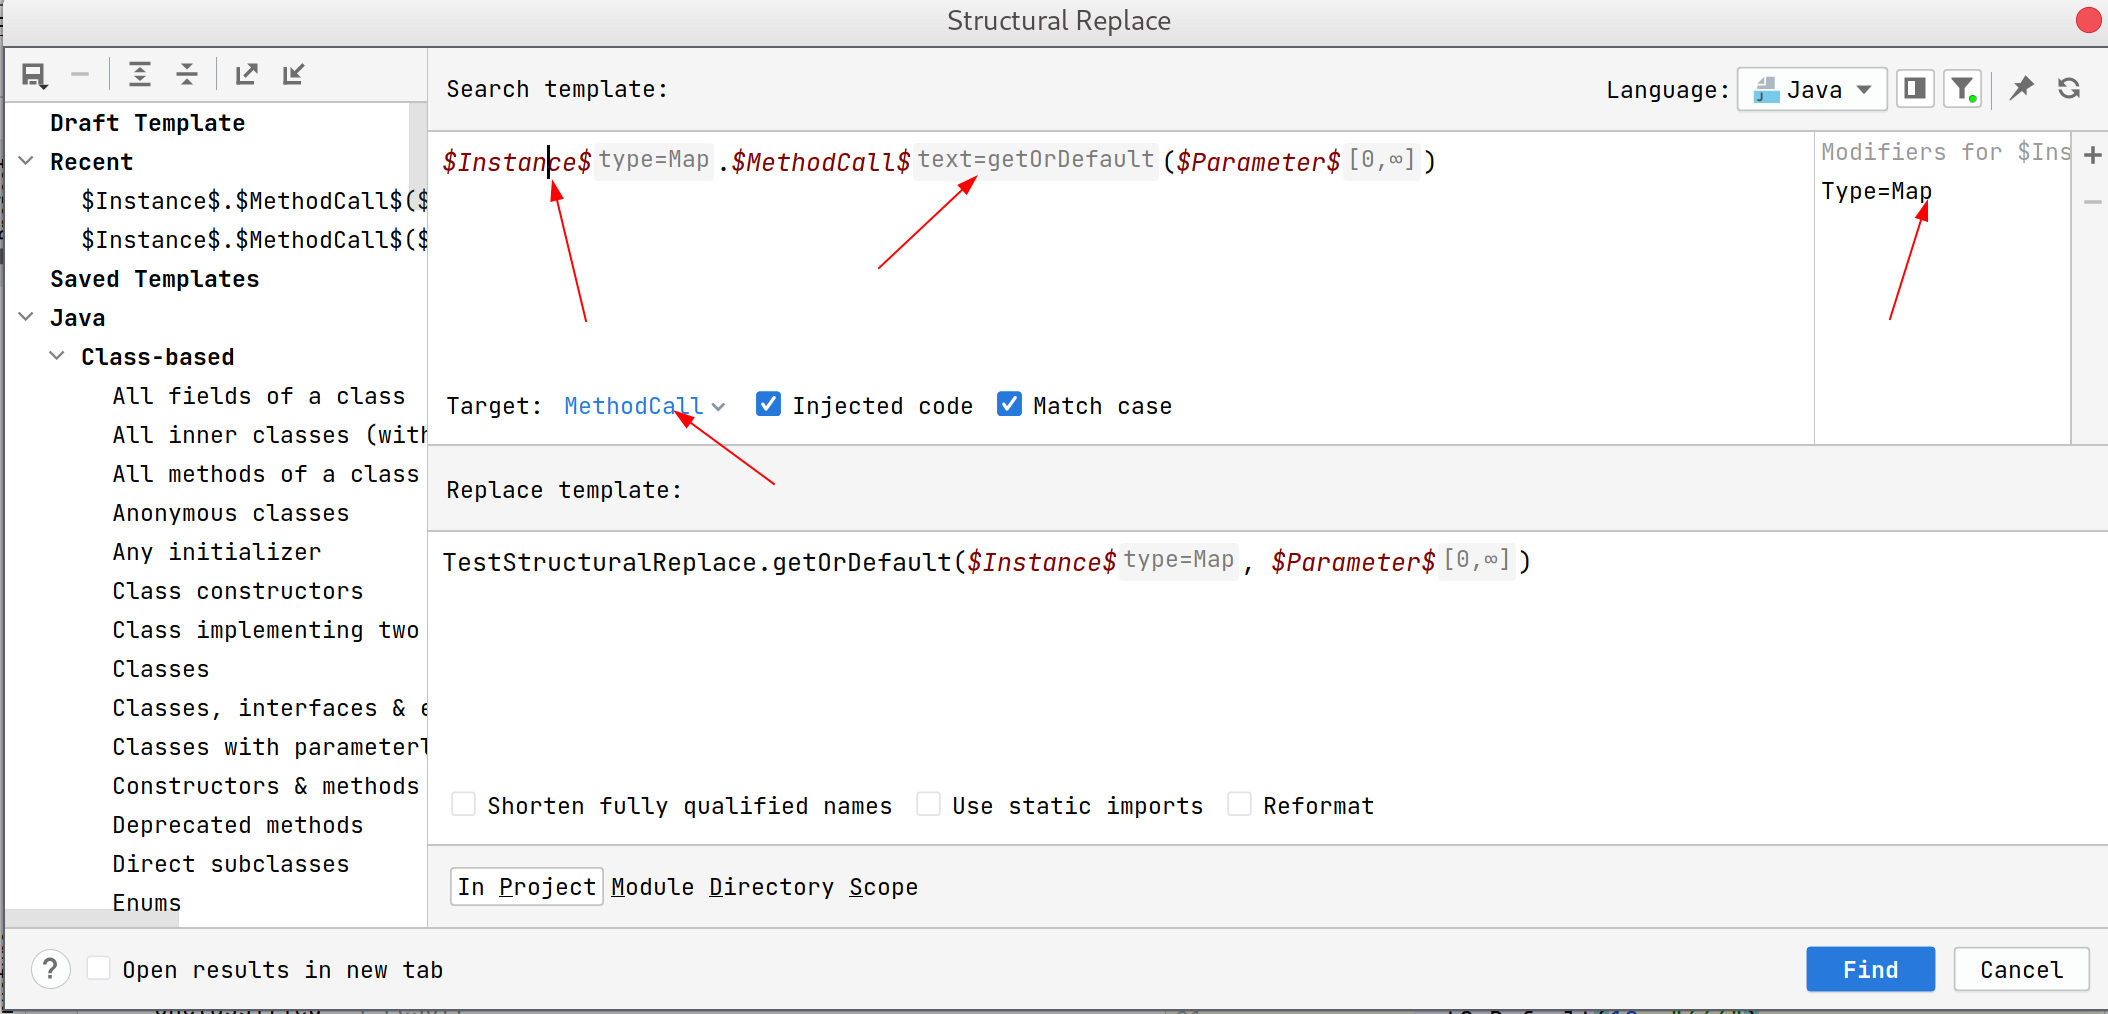 Structural Replace
Search template:
Language: Java
Draft Template
Recent
$Instance$.$MethodCall$($
$Instance$.$MethodCall$($
Saved Templates
Java
Class-based
All fields of a class
All inner classes (with
All methods of a class
Anonymous classes
Any initializer
Class constructors
Class implementing two
Classes
Classes, interfaces & e
Classes with parameterl
Constructors & methods
Deprecated methods
Direct subclasses
Enums
$Instance$ type=Map .$MethodCall$ text=getOrDefault ($Parameter$ [0,∞] )
Modifiers for $Ins
Type=Map
Target: MethodCall Injected code Match case
Replace template:
TestStructuralReplace.getOrDefault($Instance$ type=Map , $Parameter$ [0,∞] )
Shorten fully qualified names Use static imports Reformat
In Project Module Directory Scope
? Open results in new tab
Find Cancel